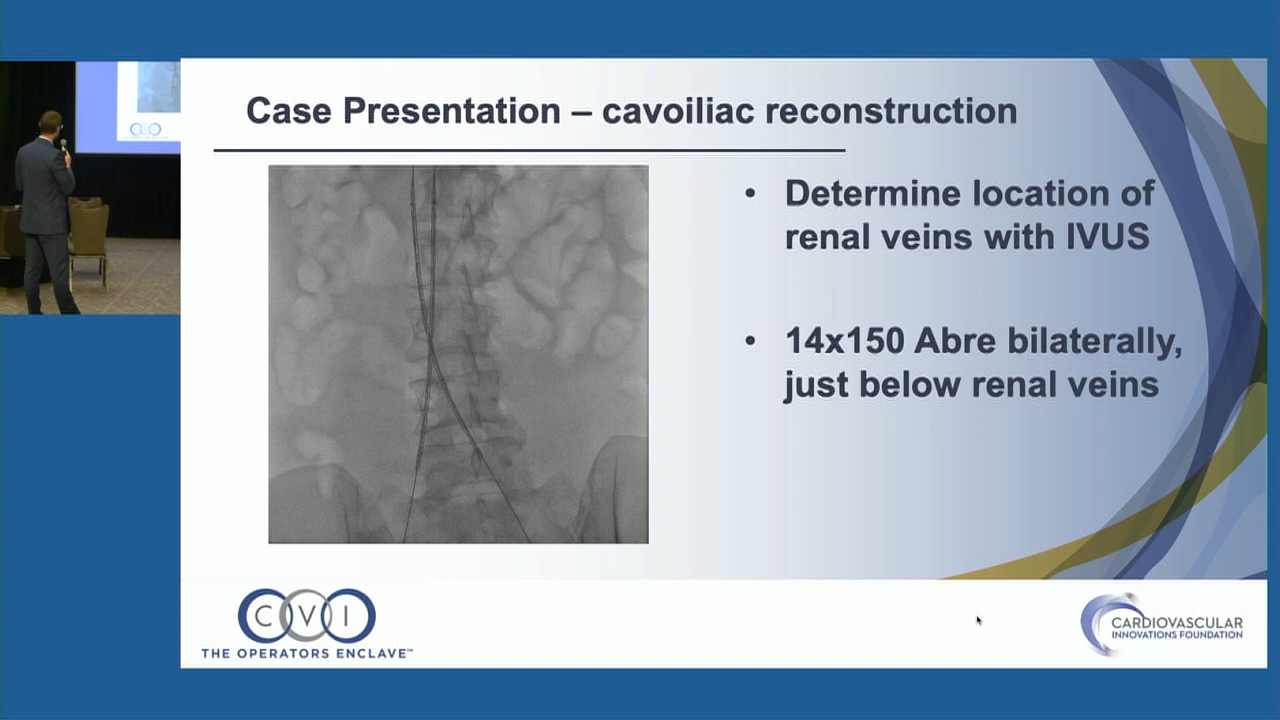 Case Presentation – cavoiliac reconstruction
• Determine location of
renal veins with IVUS
• 14x150 Abre bilaterally,
just below renal veins
CVI
THE OPERATORS ENCLAVE™
CARDIOVASCULAR
INNOVATIONS FOUNDATION